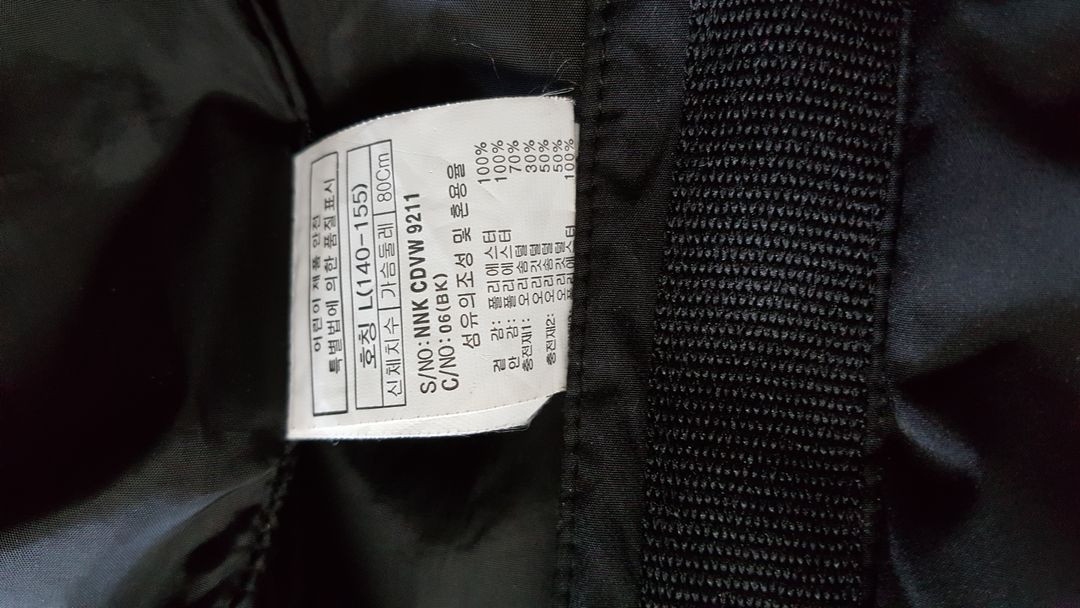 어린이 제품 안전
특별법에 의한 품질 표시
호칭 L(140-155)
신체치수 가슴둘레 80Cm
S/NO:NNK CDVW 9211
C/NO:06(BK)
섬유의조성 및 혼용율
겉 감: 폴리에스터 100%
안 감: 폴리에스터 100%
충전재1: 오리솜털 70%
오리깃털 30%
충전재2: 오리솜털 50%
오리깃털 50%
폴리에스터 100%